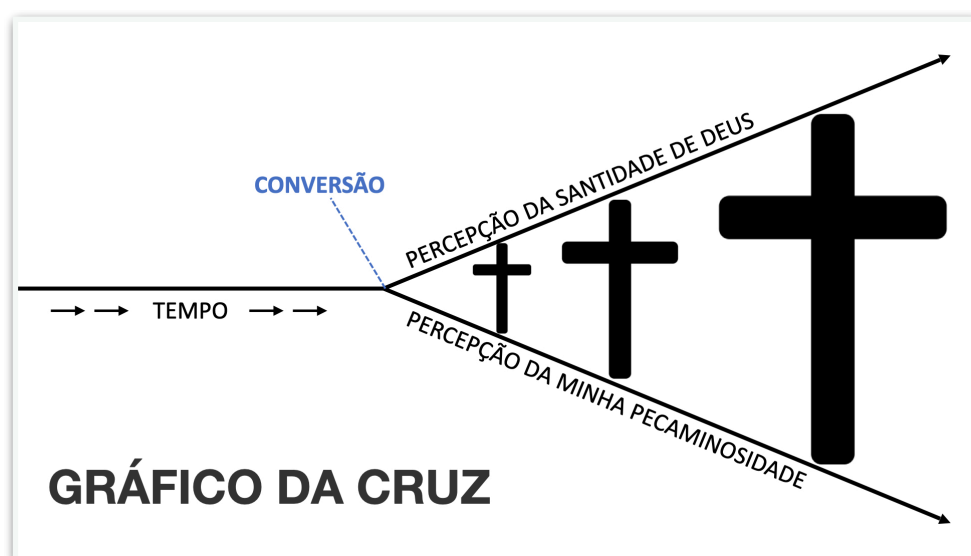 PERCEPÇÃO DA SANTIDADE DE DEUS
CONVERSÃO
TEMPO
PERCEPÇÃO DA MINHA PECAMINOSIDADE
GRÁFICO DA CRUZ